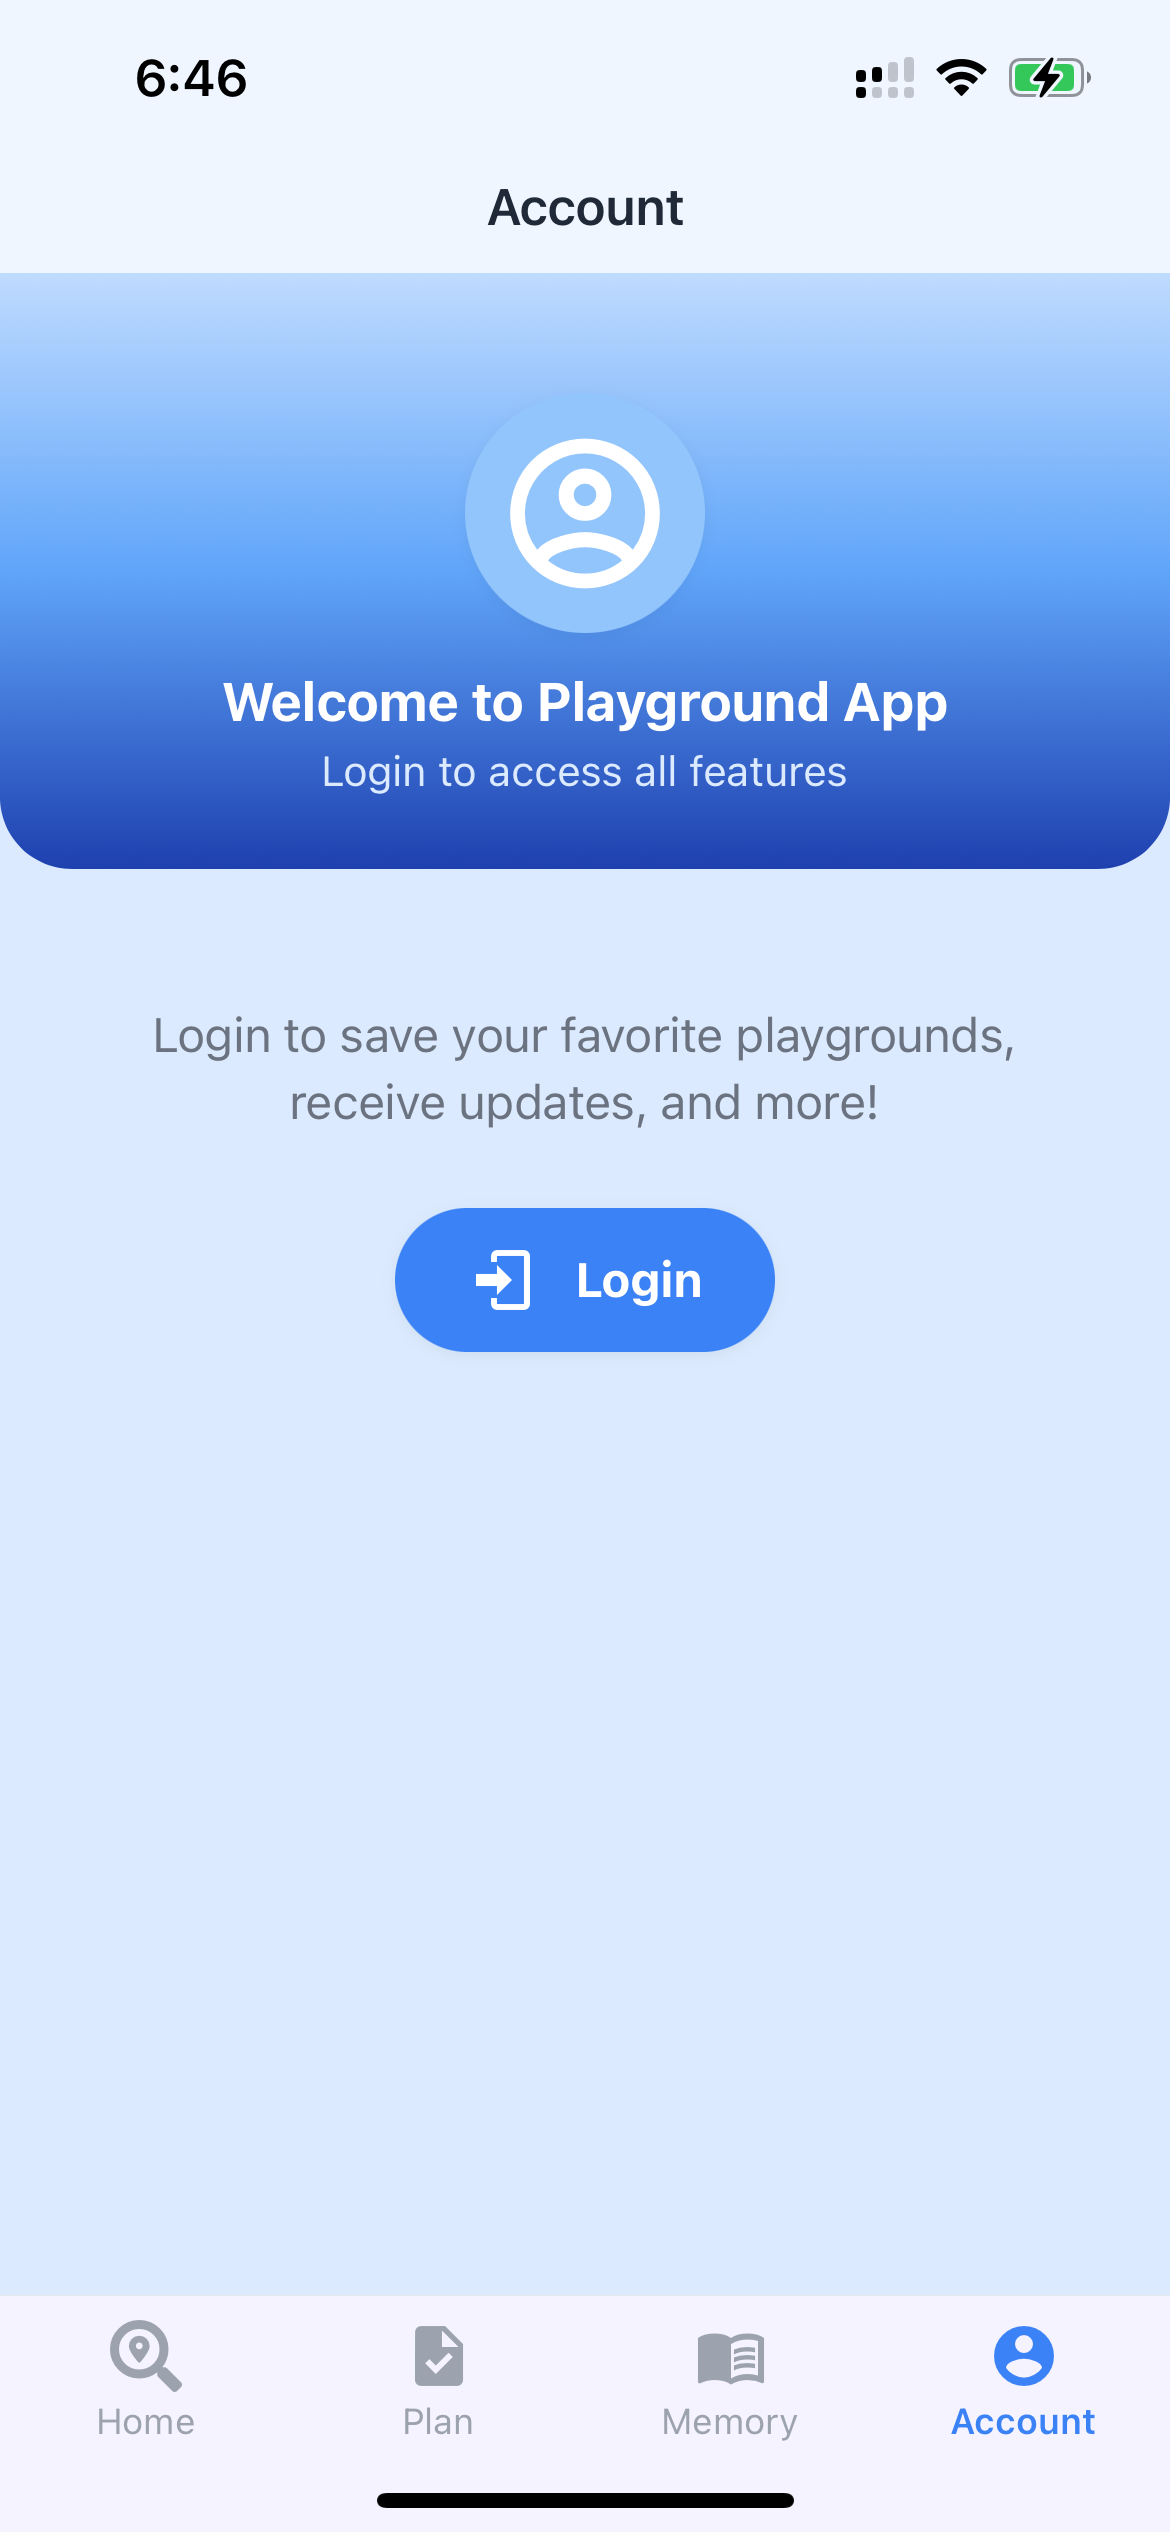 6:46
Account
Welcome to Playground App
Login to access all features
Login to save your favorite playgrounds,
receive updates, and more!
Login
Home
Plan
Memory
Account